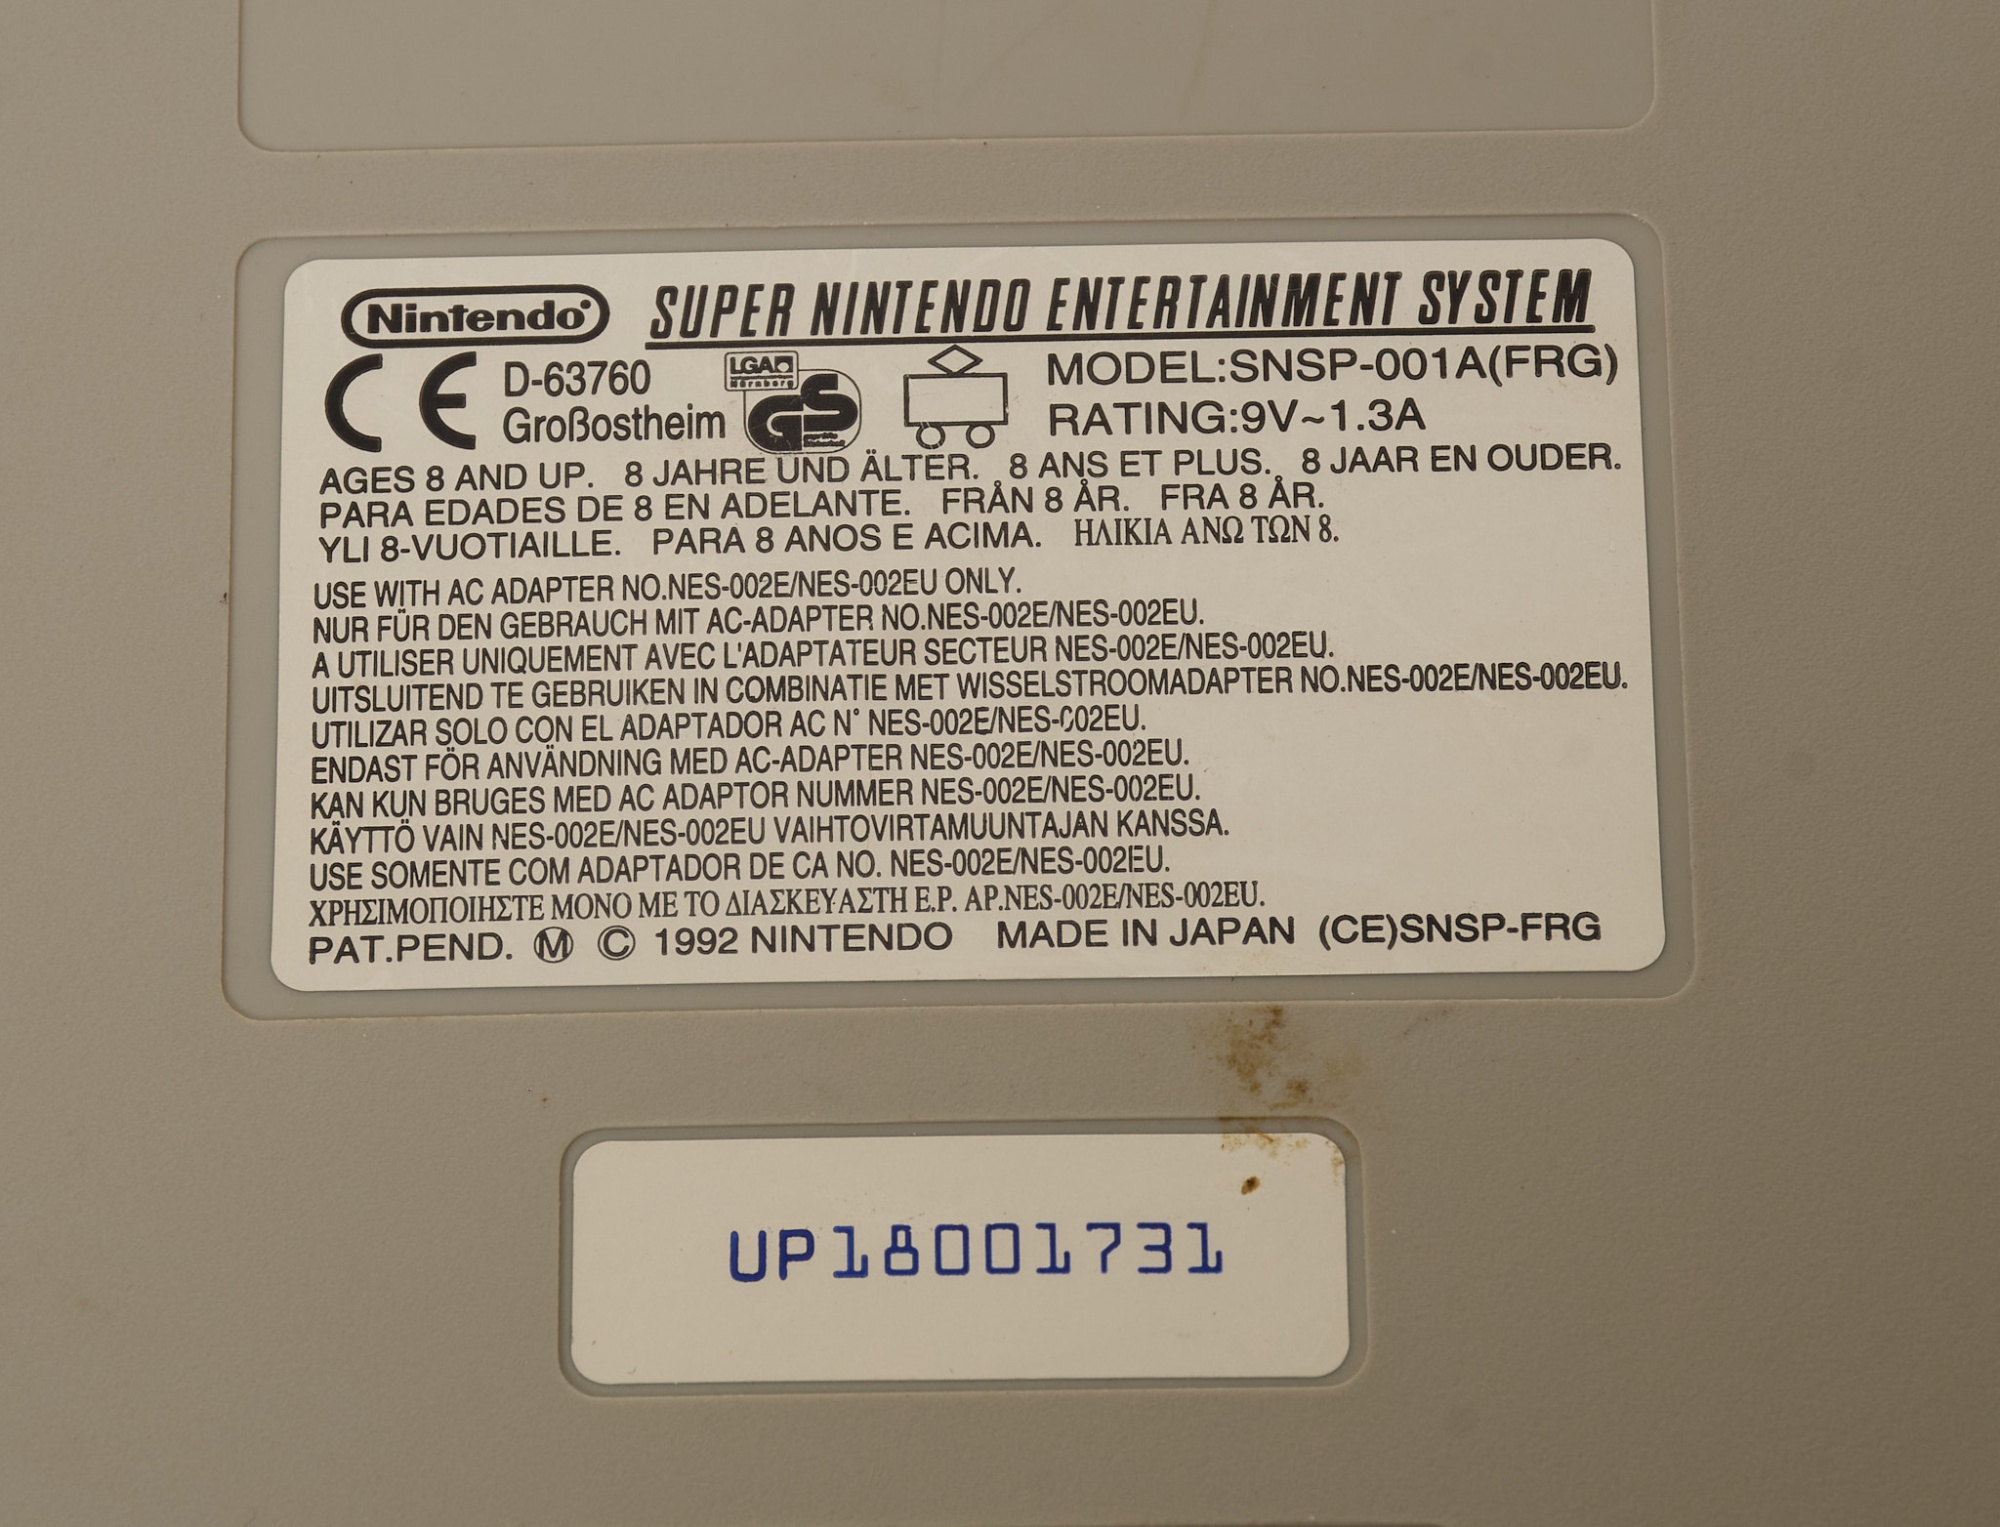 Nintendo SUPER NINTENDO ENTERTAINMENT SYSTEM
CE D-63760 LGA MODEL:SNSP-001A(FRG)
Nürnberg
Großostheim GS RATING:9V~1.3A
AGES 8 AND UP. 8 JAHRE UND ÄLTER. 8 ANS ET PLUS. 8 JAAR EN OUDER.
PARA EDADES DE 8 EN ADELANTE. FRÅN 8 ÅR. FRA 8 ÅR.
YLI 8-VUOTIAILLE. PARA 8 ANOS E ACIMA. ΗΛΙΚΙΑ ΑΝΩ ΤΩΝ 8.
USE WITH AC ADAPTER NO.NES-002E/NES-002EU ONLY.
NUR FÜR DEN GEBRAUCH MIT AC-ADAPTER NO.NES-002E/NES-002EU.
A UTILISER UNIQUEMENT AVEC L'ADAPTATEUR SECTEUR NES-002E/NES-002EU.
UITSLUITEND TE GEBRUIKEN IN COMBINATIE MET WISSELSTROOMADAPTER NO.NES-002E/NES-002EU.
UTILIZAR SOLO CON EL ADAPTADOR AC N° NES-002E/NES-002EU.
ENDAST FÖR ANVÄNDNING MED AC-ADAPTER NES-002E/NES-002EU.
KAN KUN BRUGES MED AC ADAPTOR NUMMER NES-002E/NES-002EU.
KÄYTTÖ VAIN NES-002E/NES-002EU VAIHTOVIRTAMUUNTAJAN KANSSA.
USE SOMENTE COM ADAPTADOR DE CA NO. NES-002E/NES-002EU.
ΧΡΗΣΙΜΟΠΟΙΗΣΤΕ ΜΟΝΟ ΜΕ ΤΟ ΔΙΑΣΚΕΥΑΣΤΗ Ε.Ρ. ΑΡ.NES-002E/NES-002EU.
PAT.PEND. Ⓜ © 1992 NINTENDO MADE IN JAPAN (CE)SNSP-FRG
UP18001731